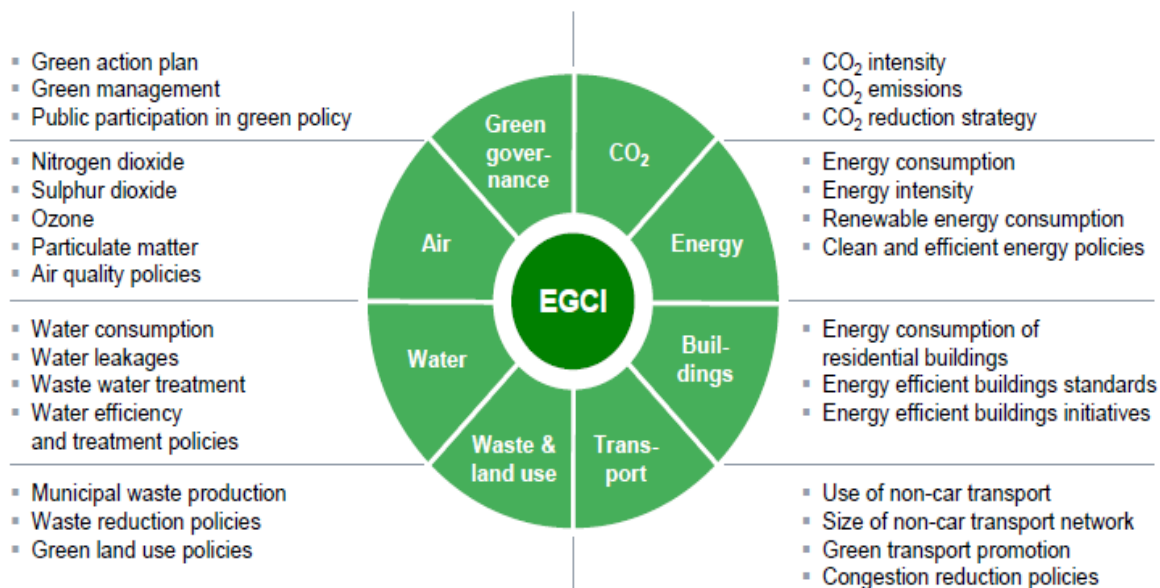 ▪ Green action plan
▪ Green management
▪ Public participation in green policy
▪ Nitrogen dioxide
▪ Sulphur dioxide
▪ Ozone
▪ Particulate matter
▪ Air quality policies
▪ Water consumption
▪ Water leakages
▪ Waste water treatment
▪ Water efficiency
and treatment policies
▪ Municipal waste production
▪ Waste reduction policies
▪ Green land use policies
Green
gover-
nance
CO₂
Air
Energy
EGCI
Water
Buil-
dings
Waste &
land use
Trans-
port
▪ CO₂ intensity
▪ CO₂ emissions
▪ CO₂ reduction strategy
▪ Energy consumption
▪ Energy intensity
▪ Renewable energy consumption
▪ Clean and efficient energy policies
▪ Energy consumption of
residential buildings
▪ Energy efficient buildings standards
▪ Energy efficient buildings initiatives
▪ Use of non-car transport
▪ Size of non-car transport network
▪ Green transport promotion
▪ Congestion reduction policies